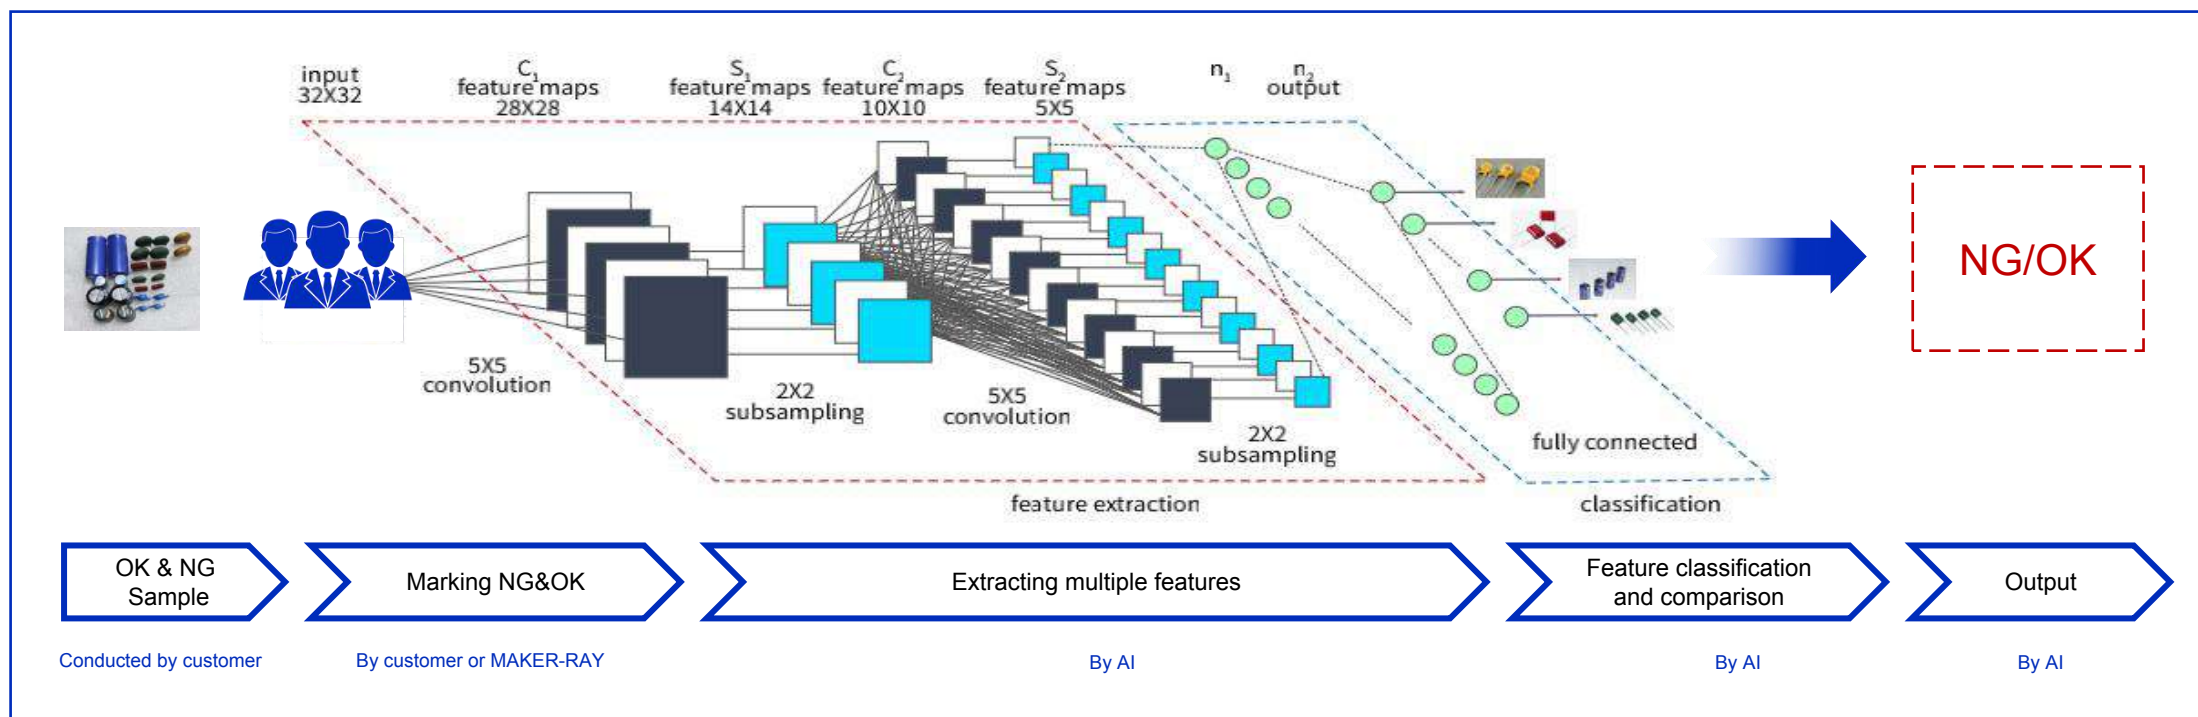 input
32X32
C1
feature maps
28X28
S1
feature maps
14X14
C2
feature maps
10X10
S2
feature maps
5X5
n1
n2
output
5X5
convolution
2X2
subsampling
5X5
convolution
2X2
subsampling
fully connected
feature extraction
classification
NG/OK
OK & NG
Sample
Marking NG&OK
Extracting multiple features
Feature classification
and comparison
Output
Conducted by customer
By customer or MAKER-RAY
By AI
By AI
By AI